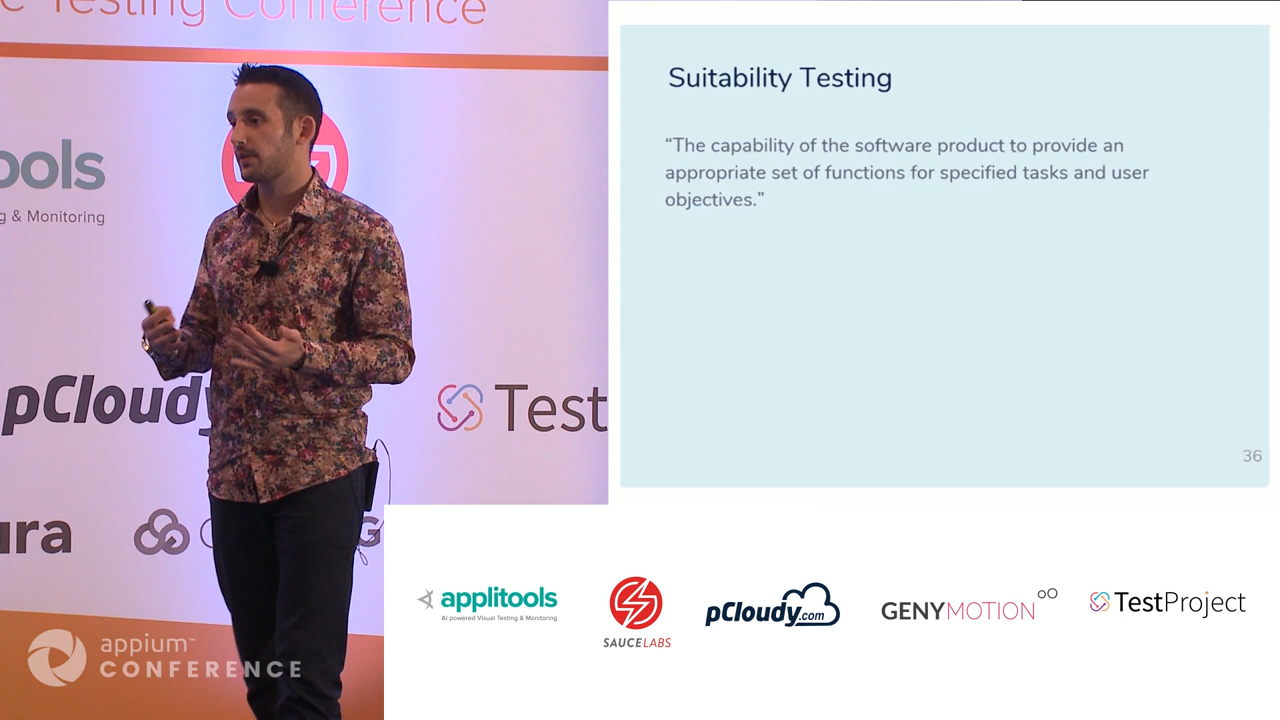 c Testing Conference
ools
g & Monitoring
pCloudy
Test
ura
G
appium™
CONFERENCE
Suitability Testing
“The capability of the software product to provide an
appropriate set of functions for specified tasks and user
objectives.”
36
applitools
AI powered Visual Testing & Monitoring
SAUCELABS
pCloudy.com
GENYMOTION
TestProject